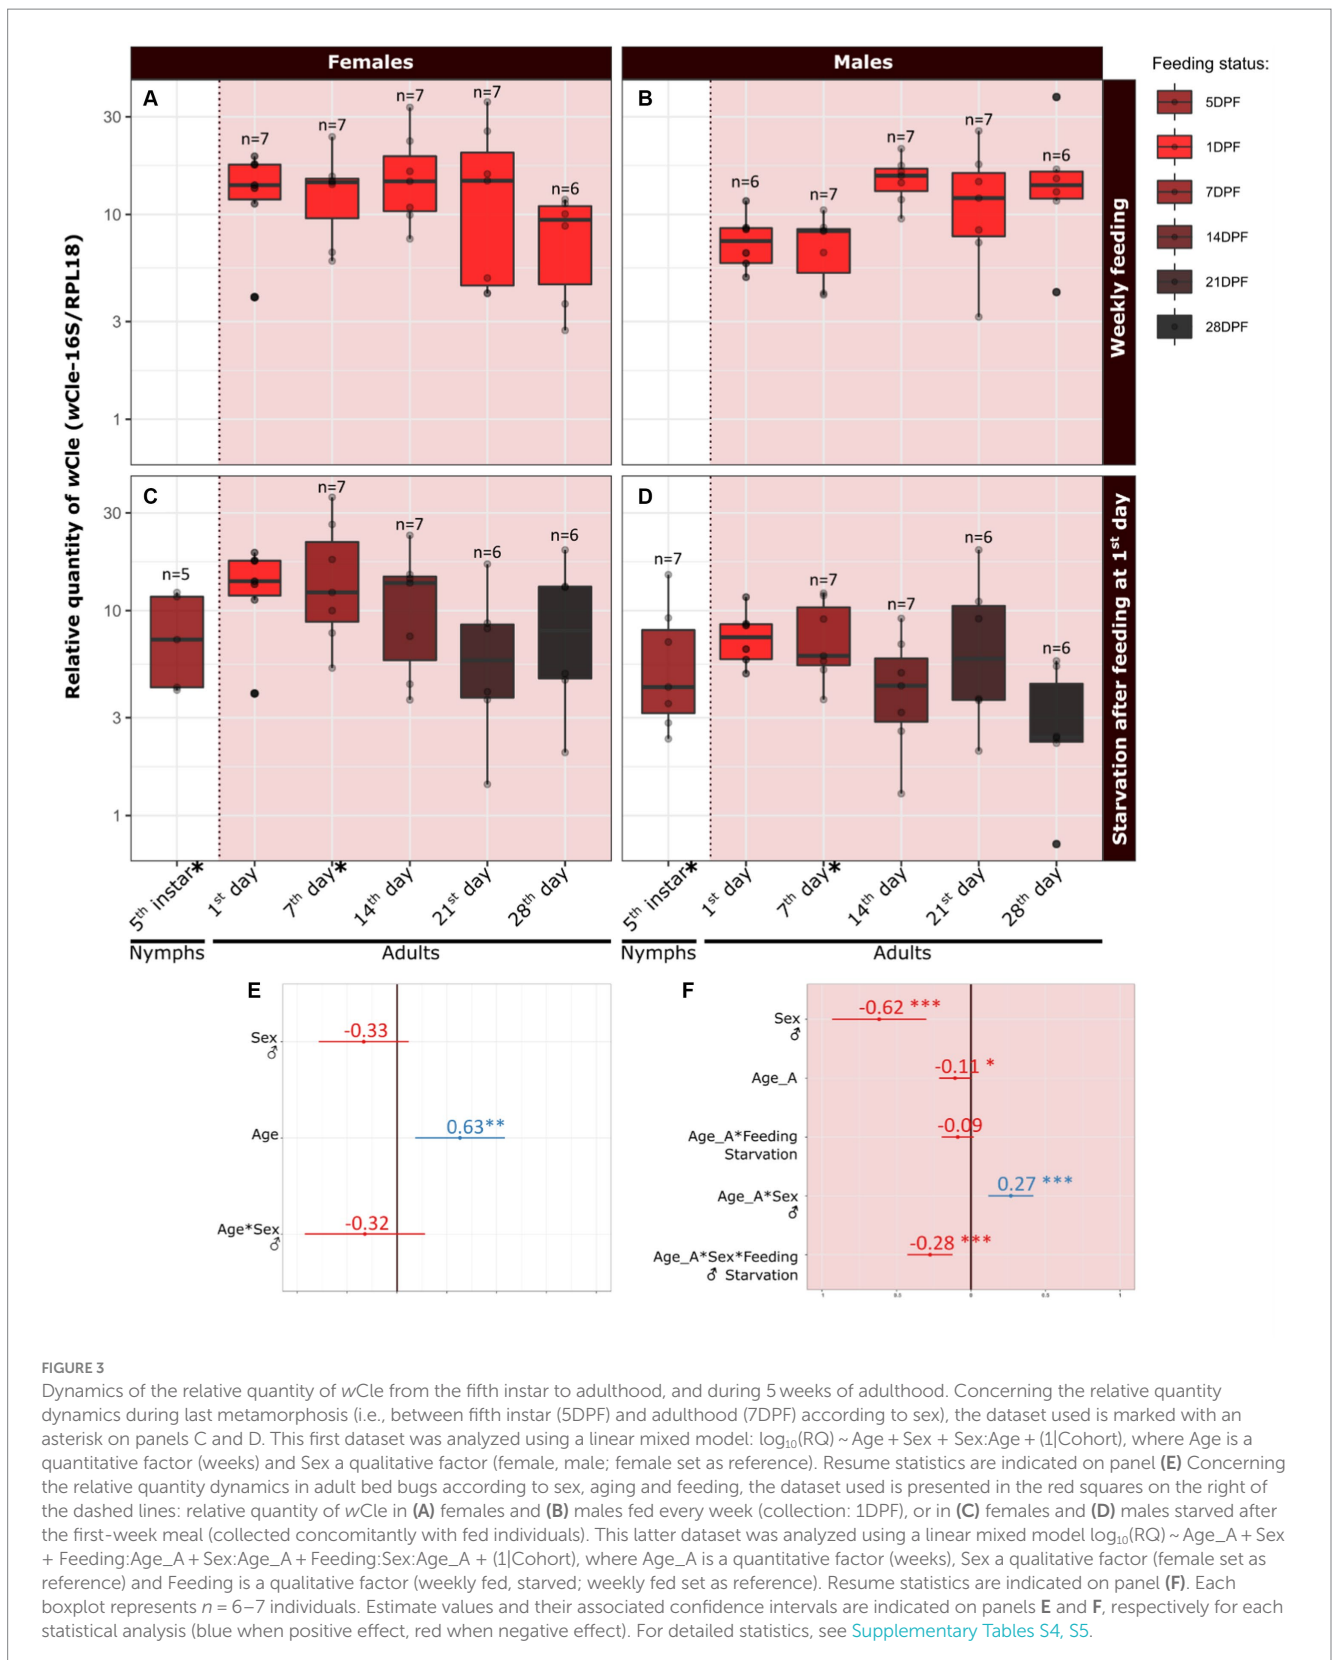 Females
Males
Feeding status:
5DPF
1DPF
7DPF
14DPF
21DPF
28DPF
Relative quantity of wCle (wCle-16S/RPL18)
A
30
10
3
1
n=7
n=7
n=7
n=7
n=6
B
n=6
n=7
n=7
n=7
n=6
Weekly feeding
C
30
10
3
1
n=5
n=7
n=7
n=6
n=6
D
n=7
n=7
n=7
n=6
n=6
Starvation after feeding at 1st day
5th instar*
1st day
7th day*
14th day
21st day
28th day
5th instar*
1st day
7th day*
14th day
21st day
28th day
Nymphs
Adults
Nymphs
Adults
E
Sex
♂
-0.33
Age
0.63**
Age*Sex
♂
-0.32
F
Sex
♂
-0.62 ***
Age_A
-0.11 *
Age_A*Feeding
Starvation
-0.09
Age_A*Sex
♂
0.27 ***
Age_A*Sex*Feeding
♂ Starvation
-0.28 ***
1
0.5
0
0.5
1
FIGURE 3
Dynamics of the relative quantity of wCle from the fifth instar to adulthood, and during 5 weeks of adulthood. Concerning the relative quantity
dynamics during last metamorphosis (i.e., between fifth instar (5DPF) and adulthood (7DPF) according to sex), the dataset used is marked with an
asterisk on panels C and D. This first dataset was analyzed using a linear mixed model: log10(RQ) ~ Age + Sex + Sex:Age + (1|Cohort), where Age is a
quantitative factor (weeks) and Sex a qualitative factor (female, male; female set as reference). Resume statistics are indicated on panel (E) Concerning
the relative quantity dynamics in adult bed bugs according to sex, aging and feeding, the dataset used is presented in the red squares on the right of
the dashed lines: relative quantity of wCle in (A) females and (B) males fed every week (collection: 1DPF), or in (C) females and (D) males starved after
the first-week meal (collected concomitantly with fed individuals). This latter dataset was analyzed using a linear mixed model log10(RQ) ~ Age_A + Sex
+ Feeding:Age_A + Sex:Age_A + Feeding:Sex:Age_A + (1|Cohort), where Age_A is a quantitative factor (weeks), Sex a qualitative factor (female set as
reference) and Feeding is a qualitative factor (weekly fed, starved; weekly fed set as reference). Resume statistics are indicated on panel (F). Each
boxplot represents n = 6–7 individuals. Estimate values and their associated confidence intervals are indicated on panels E and F, respectively for each
statistical analysis (blue when positive effect, red when negative effect). For detailed statistics, see Supplementary Tables S4, S5.